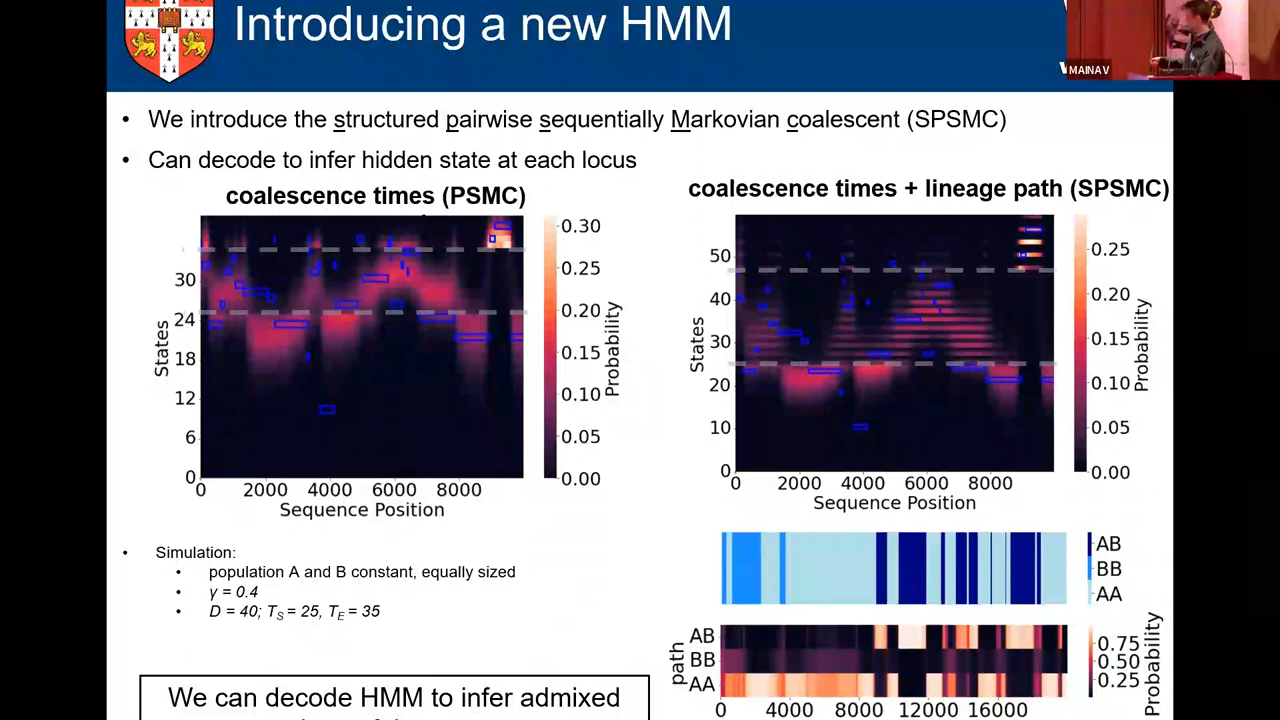 Introducing a new HMM
MAIN AV
• We introduce the structured pairwise sequentially Markovian coalescent (SPSMC)
• Can decode to infer hidden state at each locus
coalescence times (PSMC)
States
30
24
18
12
6
0
0 2000 4000 6000 8000
Sequence Position
0.30
0.25
0.20
0.15
0.10
0.05
0.00
Probability
coalescence times + lineage path (SPSMC)
States
50
40
30
20
10
0
0 2000 4000 6000 8000
Sequence Position
0.25
0.20
0.15
0.10
0.05
0.00
Probability
• Simulation:
• population A and B constant, equally sized
• γ = 0.4
• D = 40; TS = 25, TE = 35
We can decode HMM to infer admixed
AB
BB
AA
path
AB
BB
AA
0 4000 8000 12000 16000
0.75
0.50
0.25
Probability